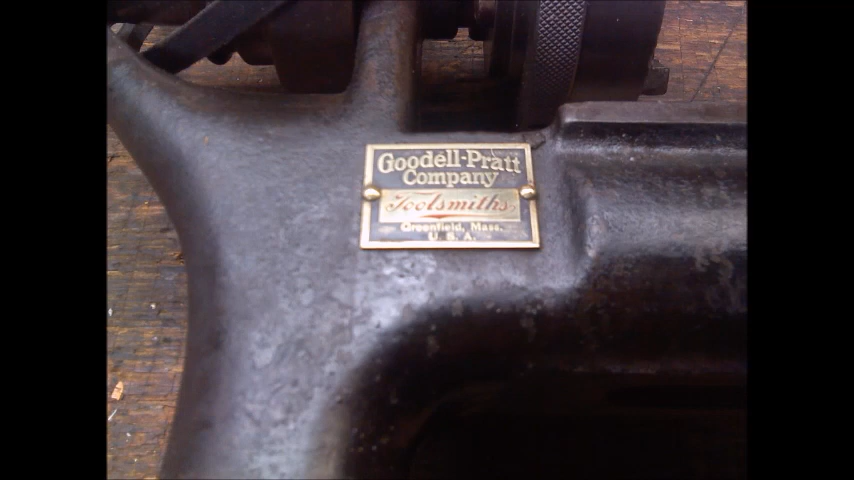 Goodell-Pratt
Company
Toolsmiths
Greenfield, Mass.
U. S. A.